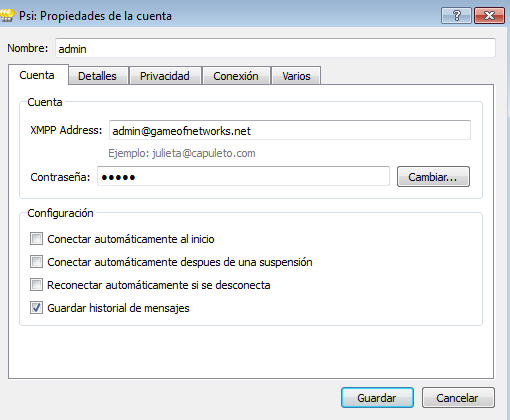 Psi: Propiedades de la cuenta
Nombre: admin
Cuenta Detalles Privacidad Conexión Varios
Cuenta
XMPP Address: admin@gameofnetworks.net
Ejemplo: julieta@capuleto.com
Contraseña: ●●●●● Cambiar...
Configuración
Conectar automáticamente al inicio
Conectar automáticamente despues de una suspensión
Reconectar automáticamente si se desconecta
Guardar historial de mensajes
Guardar Cancelar